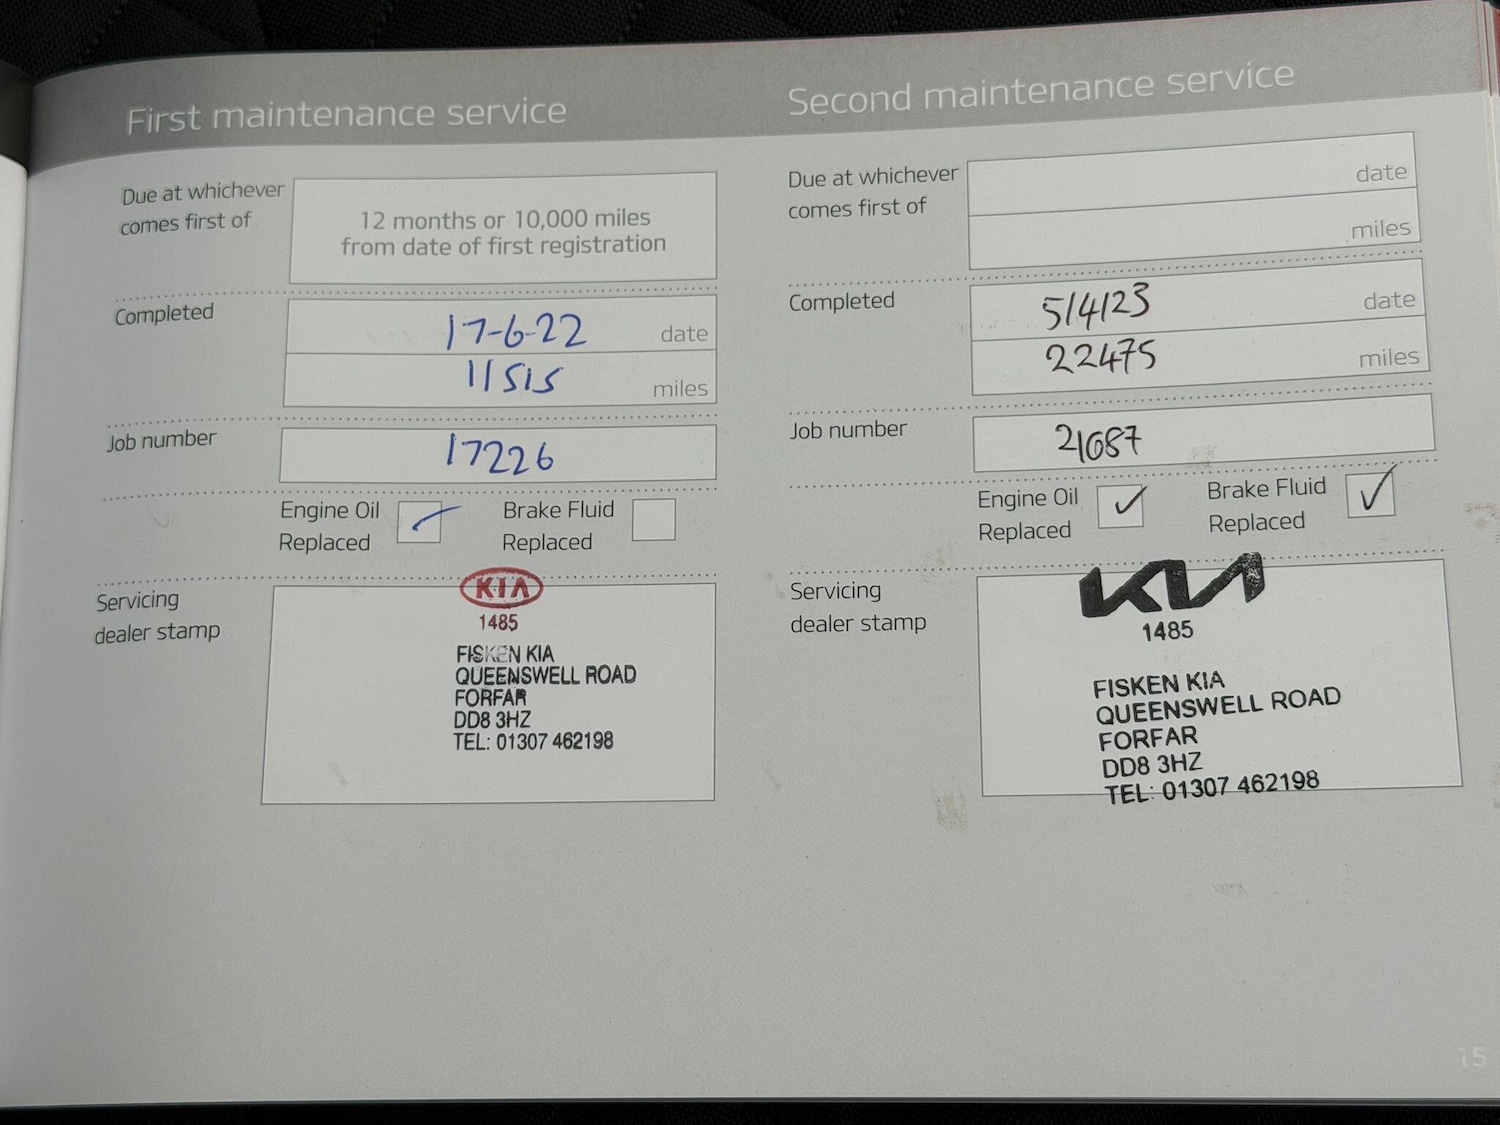 First maintenance service
Due at whichever
comes first of
12 months or 10,000 miles
from date of first registration
Completed
17-6-22 date
11515 miles
Job number
17226
Engine Oil
Replaced
Brake Fluid
Replaced
Servicing
dealer stamp
KIA
1485
FISKEN KIA
QUEENSWELL ROAD
FORFAR
DD8 3HZ
TEL: 01307 462198
Second maintenance service
Due at whichever
comes first of
date
miles
Completed
5/4/23 date
22475 miles
Job number
21687
Engine Oil
Replaced
Brake Fluid
Replaced
Servicing
dealer stamp
KIA
1485
FISKEN KIA
QUEENSWELL ROAD
FORFAR
DD8 3HZ
TEL: 01307 462198
15